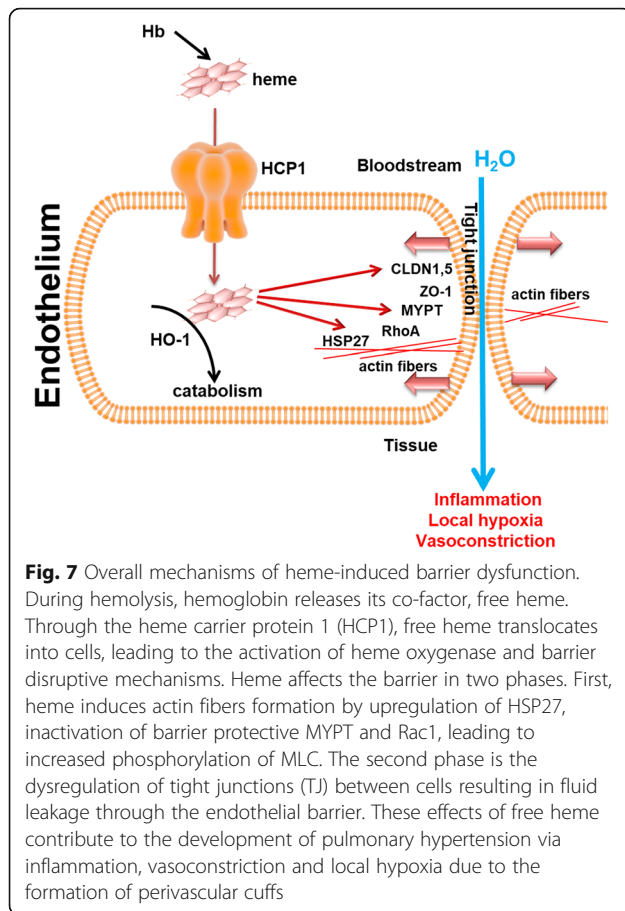 Hb
heme
HCP1
Bloodstream
H₂O
Endothelium
Tight junction
CLDN1,5
ZO-1
MYPT
RhoA
HSP27
actin fibers
actin fibers
HO-1
catabolism
Tissue
Inflammation
Local hypoxia
Vasoconstriction
Fig. 7 Overall mechanisms of heme-induced barrier dysfunction.
During hemolysis, hemoglobin releases its co-factor, free heme.
Through the heme carrier protein 1 (HCP1), free heme translocates
into cells, leading to the activation of heme oxygenase and barrier
disruptive mechanisms. Heme affects the barrier in two phases. First,
heme induces actin fibers formation by upregulation of HSP27,
inactivation of barrier protective MYPT and Rac1, leading to
increased phosphorylation of MLC. The second phase is the
dysregulation of tight junctions (TJ) between cells resulting in fluid
leakage through the endothelial barrier. These effects of free heme
contribute to the development of pulmonary hypertension via
inflammation, vasoconstriction and local hypoxia due to the
formation of perivascular cuffs